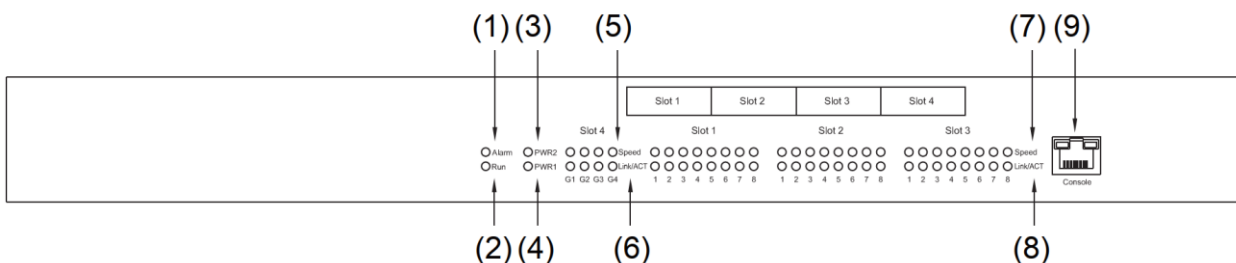 (1) (3) (5) (7) (9)
Slot 1 Slot 2 Slot 3 Slot 4
Slot 4 Slot 1 Slot 2 Slot 3
Alarm PWR2 Speed Speed
Run PWR1 Link/ACT Link/ACT
G1 G2 G3 G4 1 2 3 4 5 6 7 8 1 2 3 4 5 6 7 8 1 2 3 4 5 6 7 8 Console
(2) (4) (6) (8)